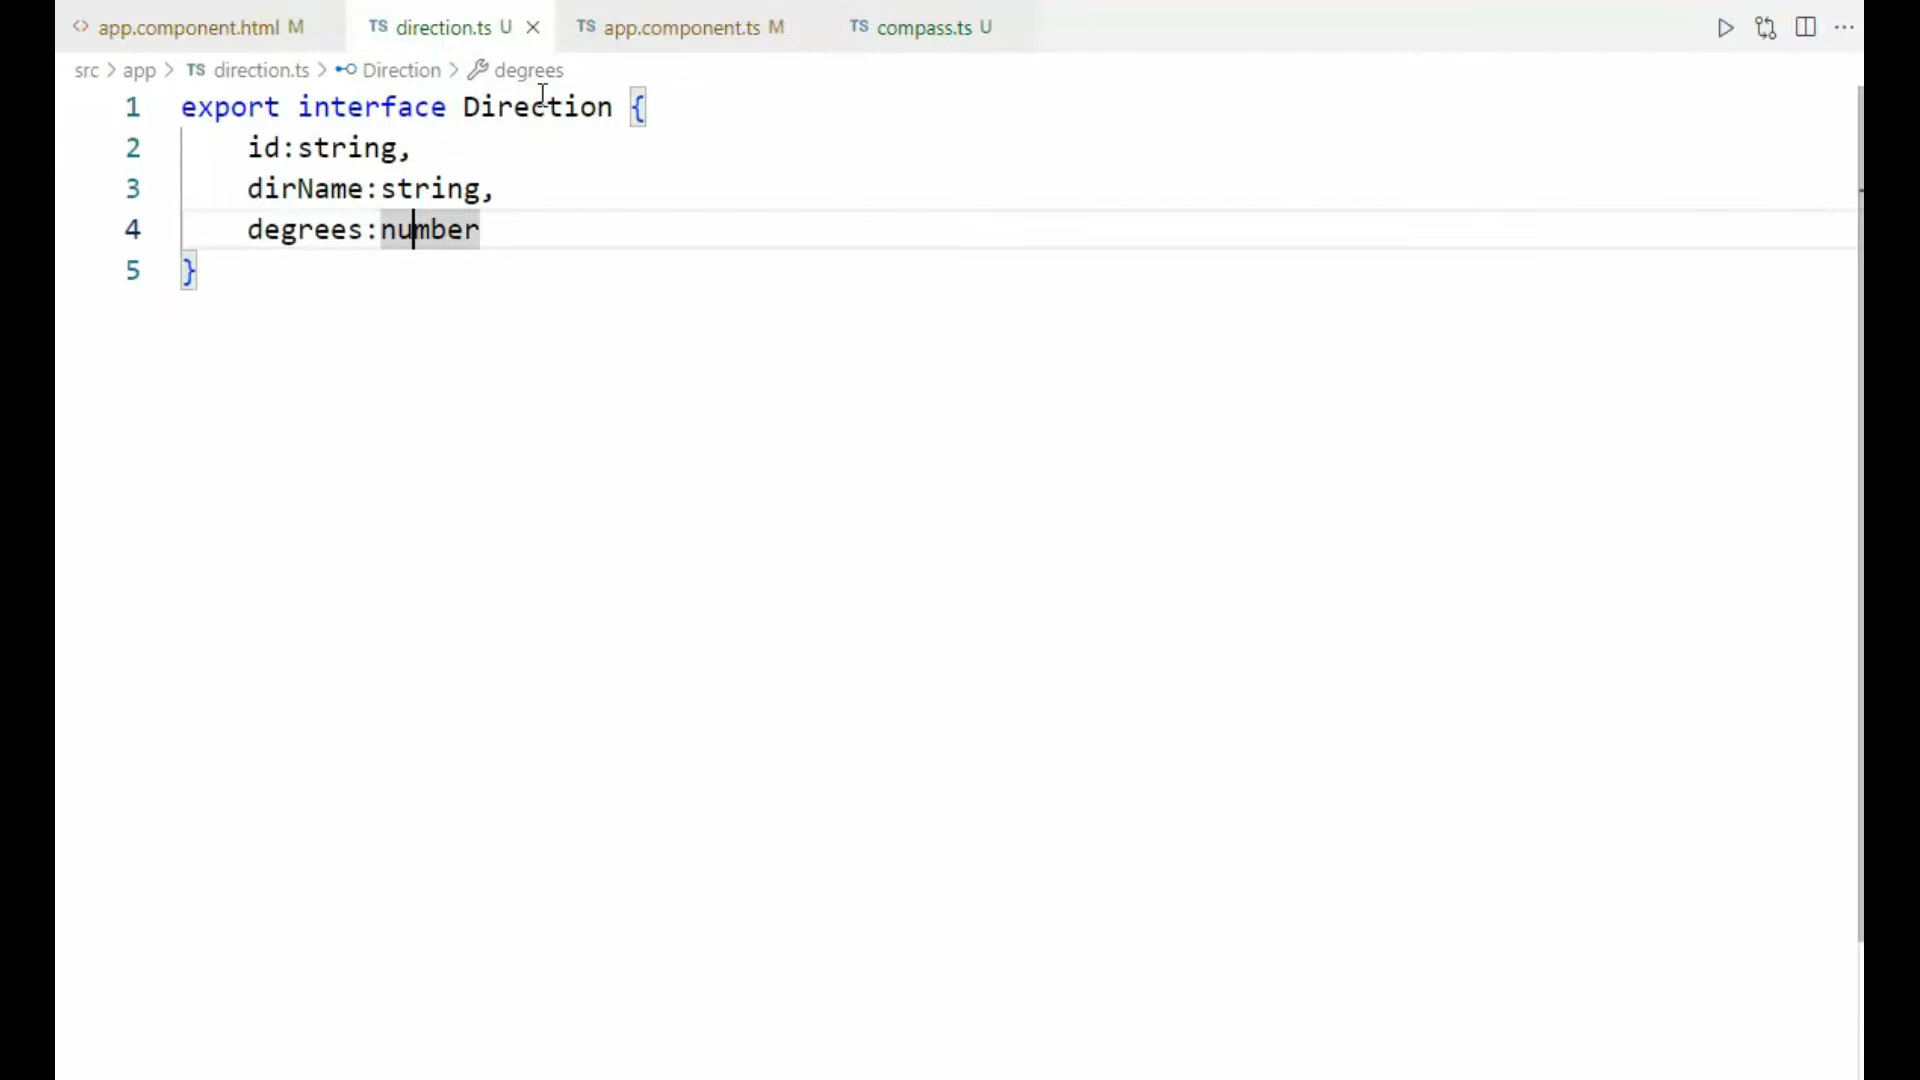 <> app.component.html M TS direction.ts U TS app.component.ts M TS compass.ts U
src > app > TS direction.ts > Direction > degrees
1 export interface Direction {
2 id:string,
3 dirName:string,
4 degrees:number
5 }